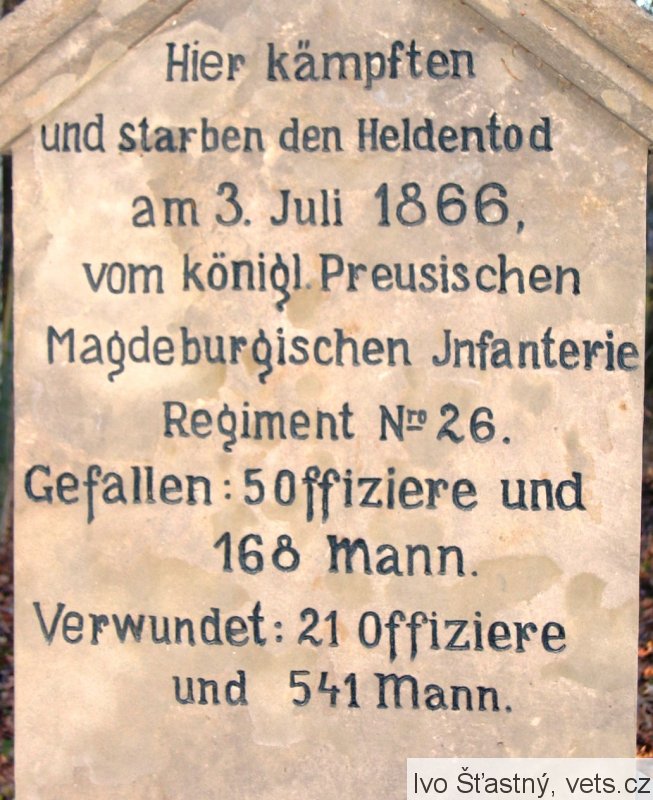 Hier kämpften
und starben den Heldentod
am 3. Juli 1866,
vom königl. Preusischen
Magdeburgischen Jnfanterie
Regiment Nro 26.
Gefallen: 5 Offiziere und
168 Mann.
Verwundet: 21 Offiziere
und 541 Mann.
Ivo Šťastný, vets.cz